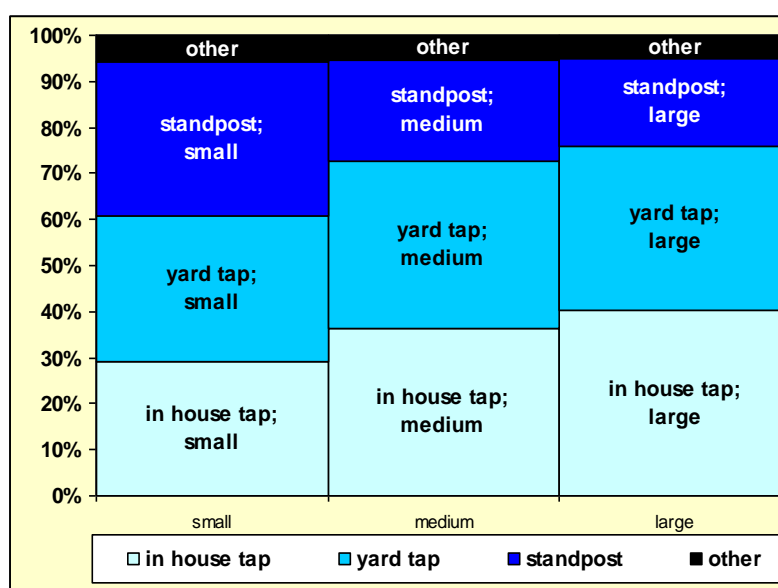 100%
90%
80%
70%
60%
50%
40%
30%
20%
10%
0%
other
other
other
standpost;
small
standpost;
medium
standpost;
large
yard tap;
small
yard tap;
medium
yard tap;
large
in house tap;
small
in house tap;
medium
in house tap;
large
small medium large
in house tap yard tap standpost other